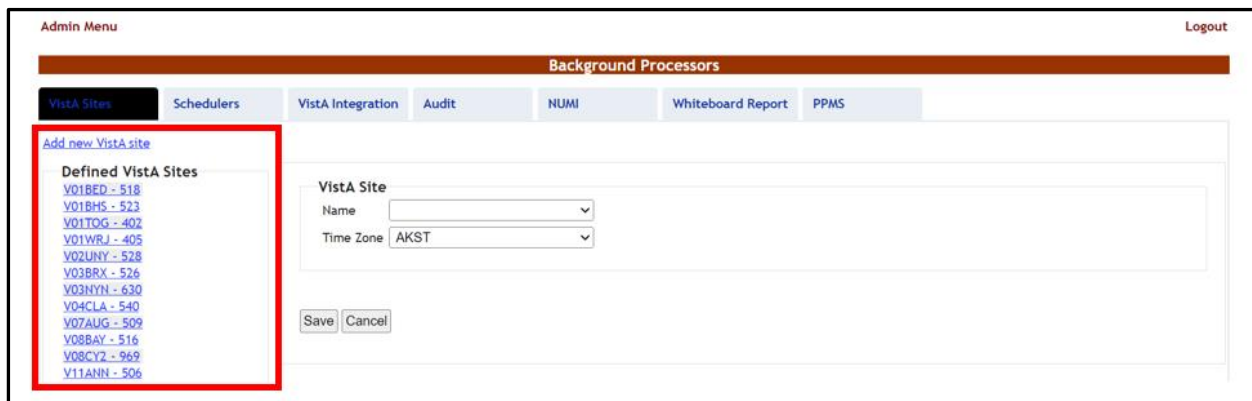 Admin Menu Logout
Background Processors
VistA Sites Schedulers VistA Integration Audit NUMI Whiteboard Report PPMS
Add new VistA site
Defined VistA Sites
V01BED - 518
V01BHS - 523
V01TOG - 402
V01WRJ - 405
V02UNY - 528
V03BRX - 526
V03NYN - 630
V04CLA - 540
V07AUG - 509
V08BAY - 516
V08CY2 - 969
V11ANN - 506
VistA Site
Name
Time Zone AKST
Save Cancel